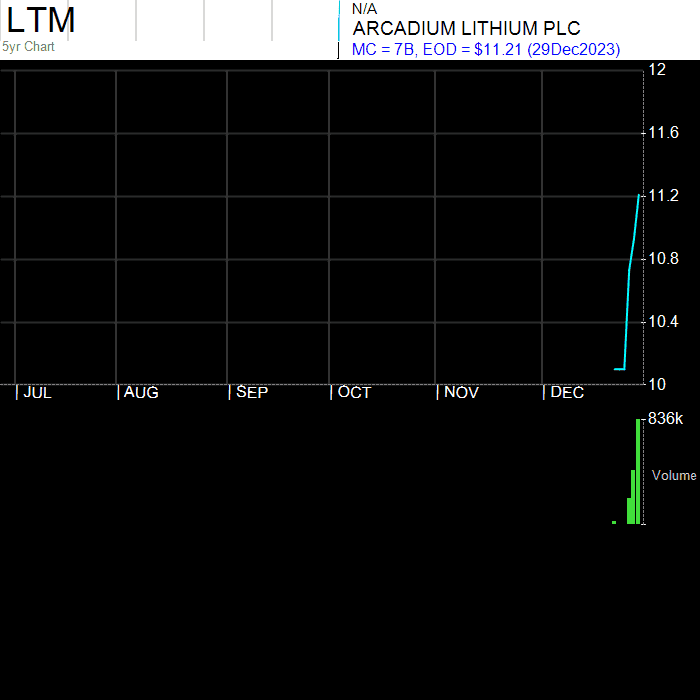 LTM
5yr Chart
N/A
ARCADIUM LITHIUM PLC
MC = 7B, EOD = $11.21 (29Dec2023)
12
11.6
11.2
10.8
10.4
10
JUL AUG SEP OCT NOV DEC
836k
Volume